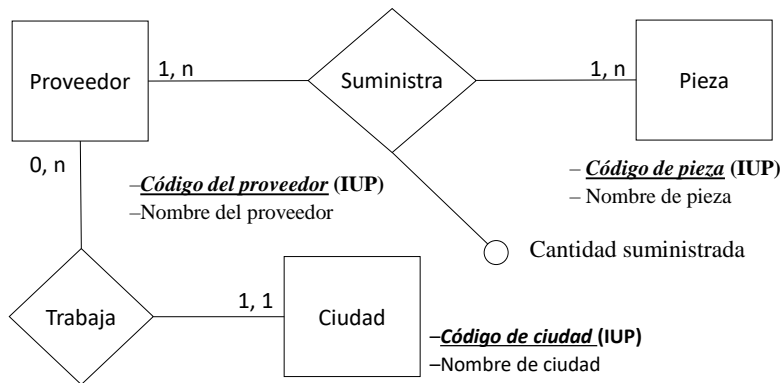 Proveedor
1, n
Suministra
1, n
Pieza
0, n
–Código del proveedor (IUP)
–Nombre del proveedor
– Código de pieza (IUP)
– Nombre de pieza
Cantidad suministrada
Trabaja
1, 1
Ciudad
–Código de ciudad (IUP)
–Nombre de ciudad